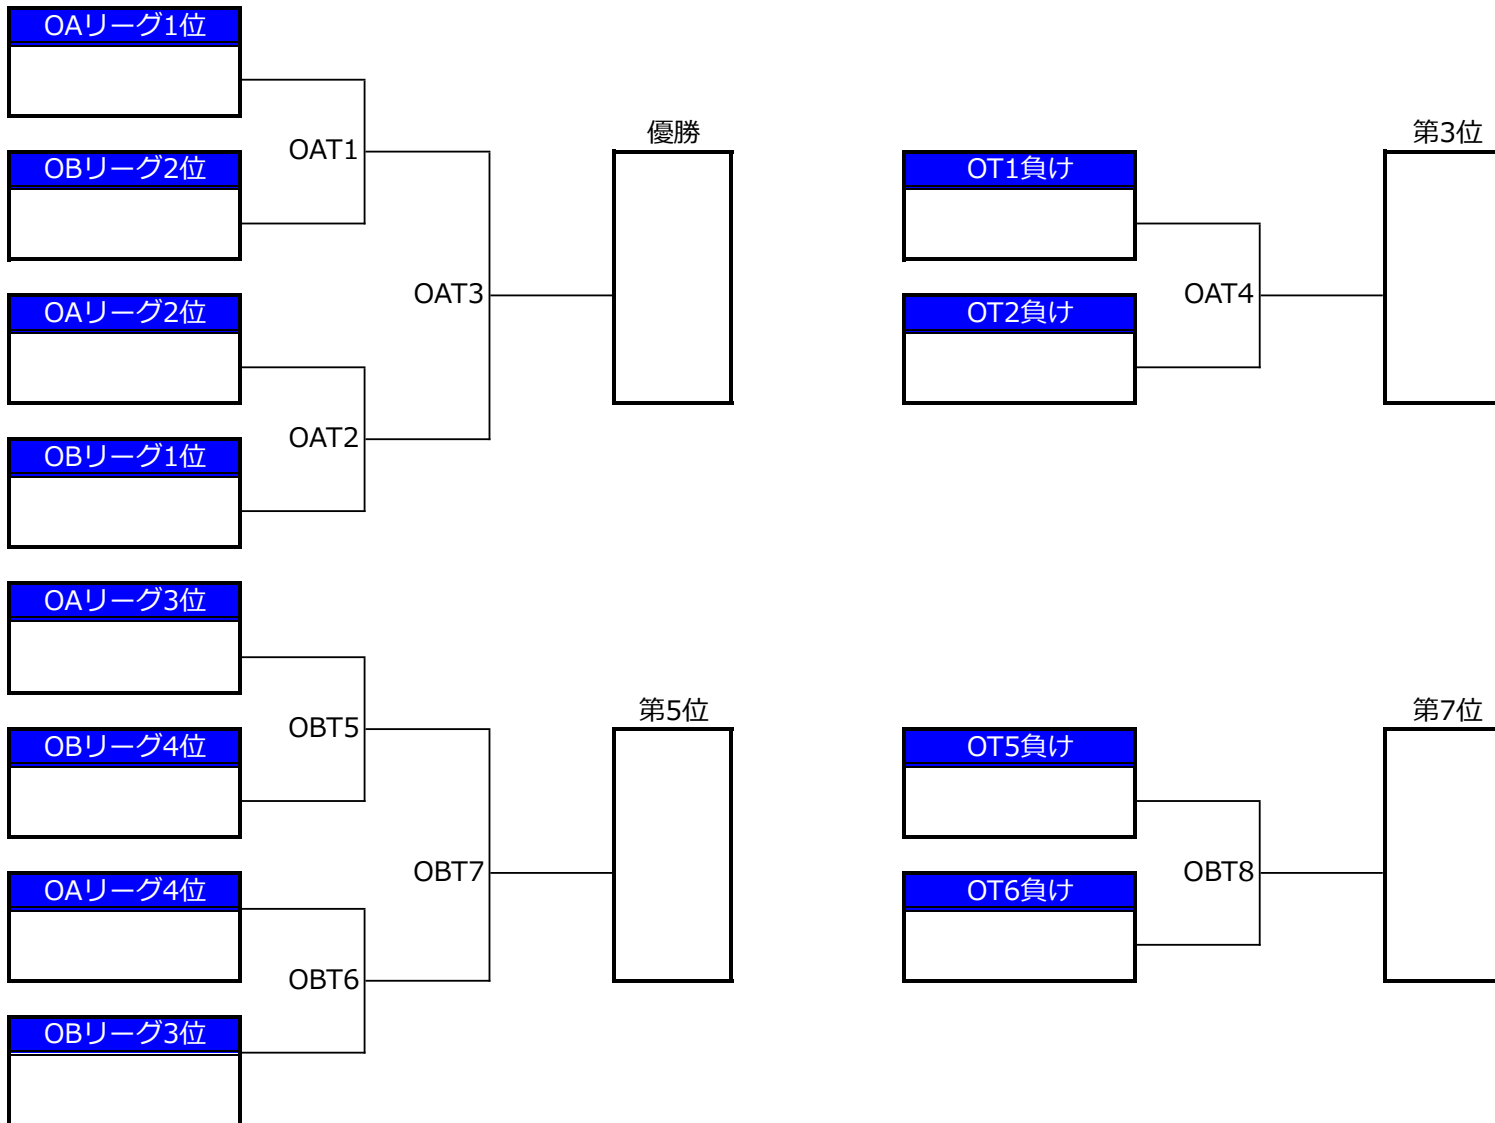 OAリーグ1位
OAT1
優勝
第3位
OBリーグ2位
OT1負け
OAT3
OAT4
OAリーグ2位
OT2負け
OAT2
OBリーグ1位
OAリーグ3位
OBT5
第5位
第7位
OBリーグ4位
OT5負け
OBT7
OBT8
OAリーグ4位
OT6負け
OBT6
OBリーグ3位